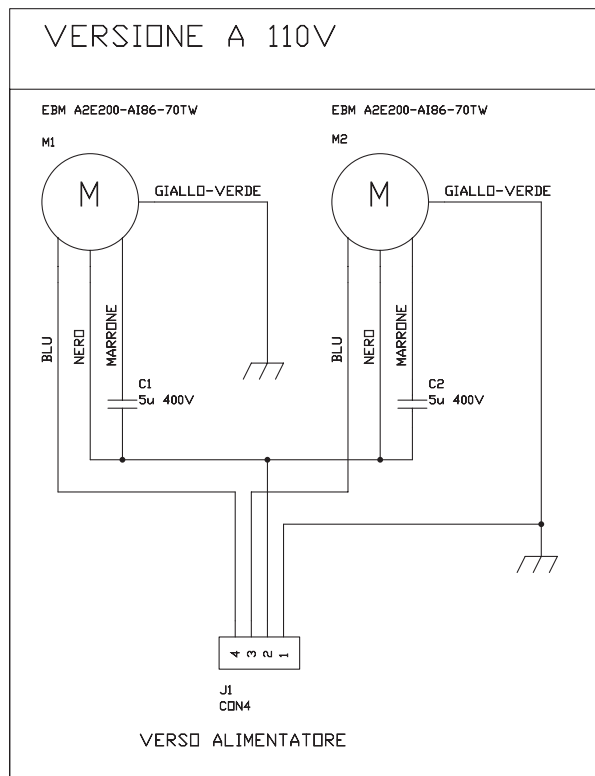 VERSIONE A 110V
EBM A2E200-AI86-70TW
EBM A2E200-AI86-70TW
M1
M2
M
M
GIALLO-VERDE
GIALLO-VERDE
BLU
NERO
MARRONE
BLU
NERO
MARRONE
C1
5u 400V
C2
5u 400V
4
3
2
1
J1
CON4
VERSO ALIMENTATORE